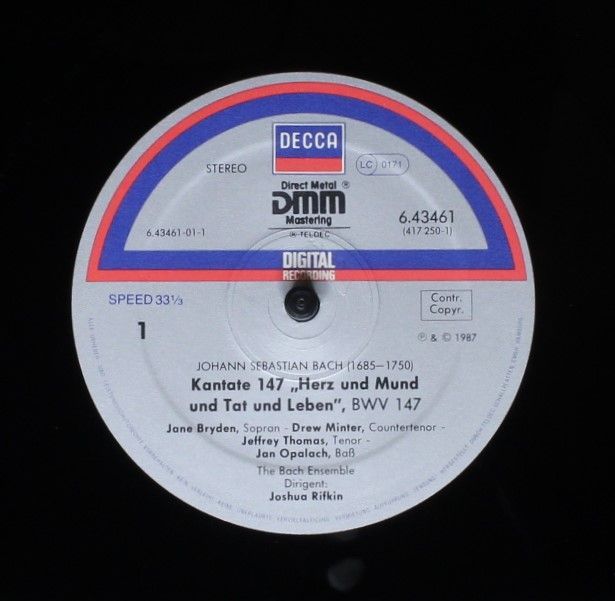 DECCA
STEREO
LC 0171
Direct Metal ®
DMM
Mastering
® TELDEC
6.43461-01-1
6.43461
(417 250-1)
DIGITAL
RECORDING
SPEED 33 1/3
Contr.
Copyr.
1
℗ & © 1987
JOHANN SEBASTIAN BACH (1685–1750)
Kantate 147 „Herz und Mund
und Tat und Leben", BWV 147
Jane Bryden, Sopran - Drew Minter, Countertenor -
Jeffrey Thomas, Tenor -
Jan Opalach, Baß
The Bach Ensemble
Dirigent:
Joshua Rifkin